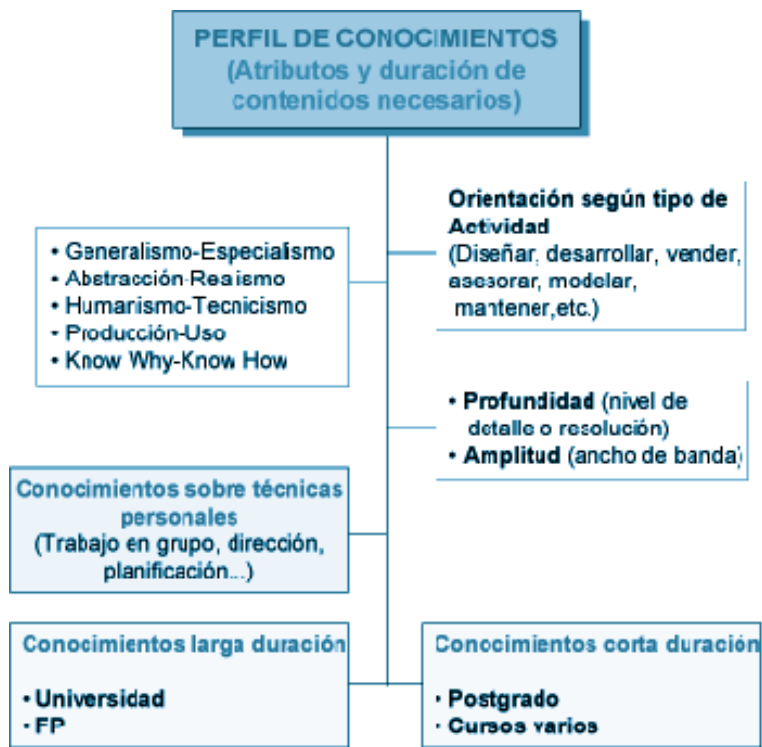 PERFIL DE CONOCIMIENTOS
(Atributos y duración de
contenidos necesarios)
Orientación según tipo de
Actividad
(Diseñar, desarrollar, vender,
asesorar, modelar,
mantener,etc.)
• Generalismo-Especialismo
• Abstracción-Realismo
• Humanismo-Tecnicismo
• Producción-Uso
• Know Why-Know How
• Profundidad (nivel de
detalle o resolución)
• Amplitud (ancho de banda)
Conocimientos sobre técnicas
personales
(Trabajo en grupo, dirección,
planificación...)
Conocimientos larga duración
• Universidad
• FP
Conocimientos corta duración
• Postgrado
• Cursos varios